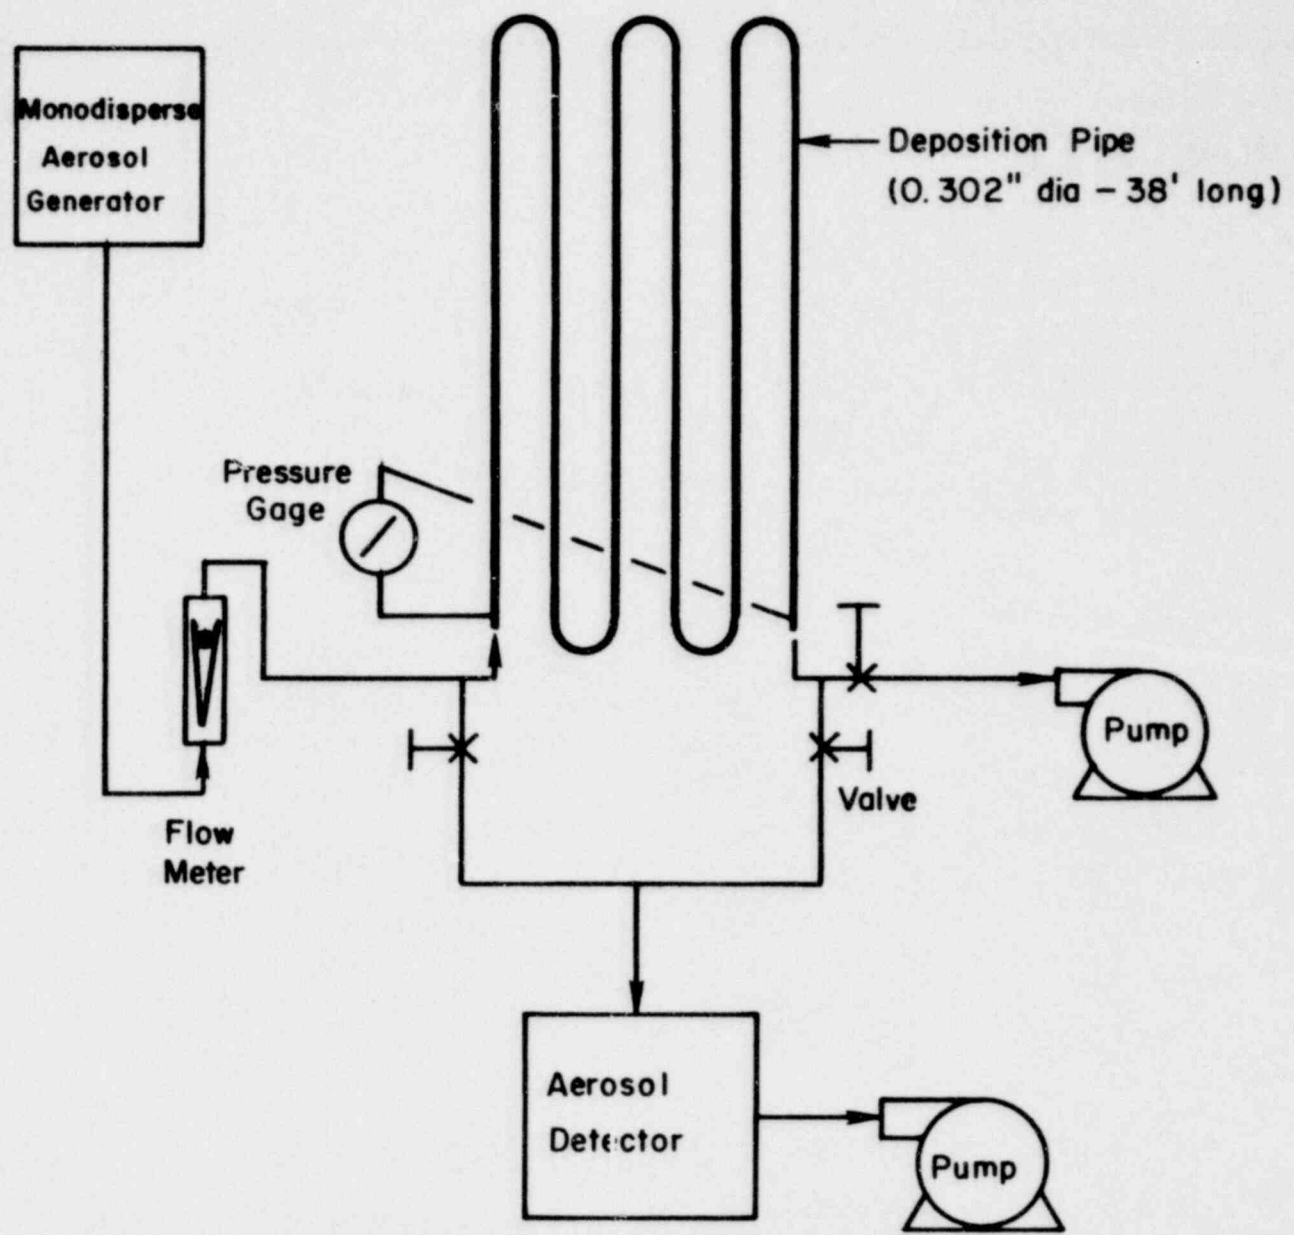 Monodisperse
Aerosol
Generator
Deposition Pipe
(0.302" dia - 38' long)
Pressure
Gage
Pump
Valve
Flow
Meter
Aerosol
Detector
Pump